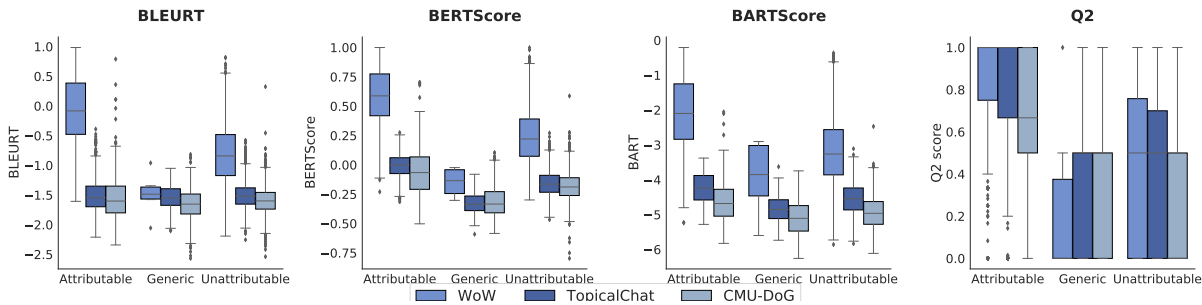 BLEURT
BERTScore
BARTScore
Q2
BLEURT
1.0
0.5
0.0
−0.5
−1.0
−1.5
−2.0
−2.5
Attributable Generic Unattributable
BERTScore
1.00
0.75
0.50
0.25
0.00
−0.25
−0.50
−0.75
Attributable Generic Unattributable
BART
0
−1
−2
−3
−4
−5
−6
Attributable Generic Unattributable
Q2 score
1.0
0.8
0.6
0.4
0.2
0.0
Attributable Generic Unattributable
WoW TopicalChat CMU-DoG